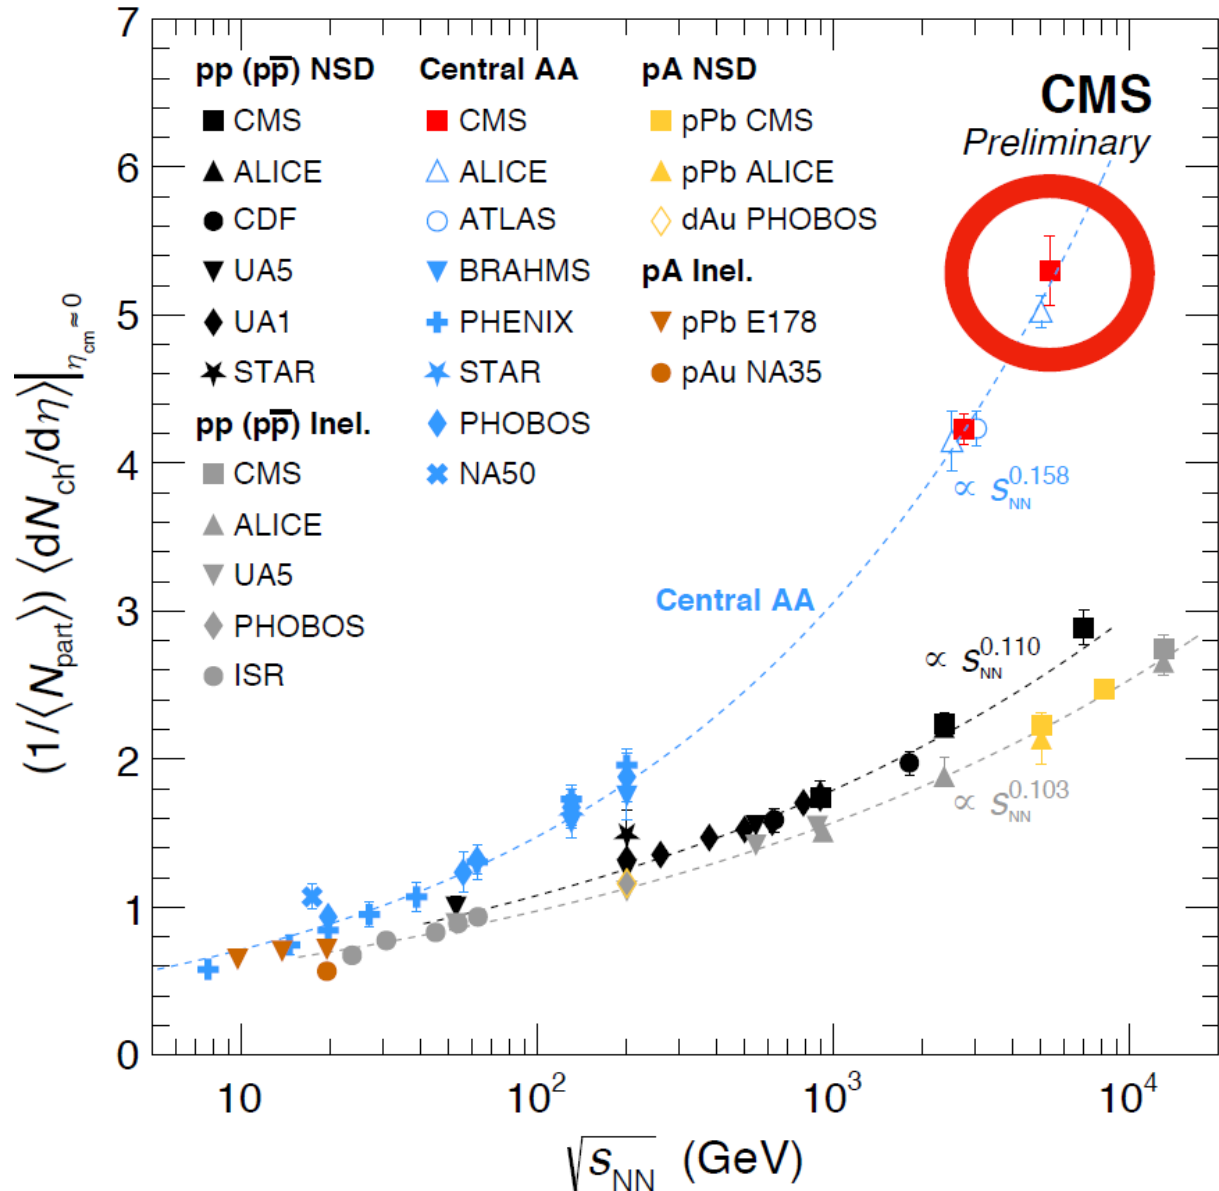 (1/⟨N_part⟩) ⟨dN_ch/dη⟩|η_cm≈0
7
6
5
4
3
2
1
0
pp (pp̅) NSD
CMS
ALICE
CDF
UA5
UA1
STAR
pp (pp̅) Inel.
CMS
ALICE
UA5
PHOBOS
ISR
Central AA
CMS
ALICE
ATLAS
BRAHMS
PHENIX
STAR
PHOBOS
NA50
pA NSD
pPb CMS
pPb ALICE
dAu PHOBOS
pA Inel.
pPb E178
pAu NA35
CMS
Preliminary
∝ s_NN^0.158
Central AA
∝ s_NN^0.110
∝ s_NN^0.103
10
10²
10³
10⁴
√s_NN (GeV)